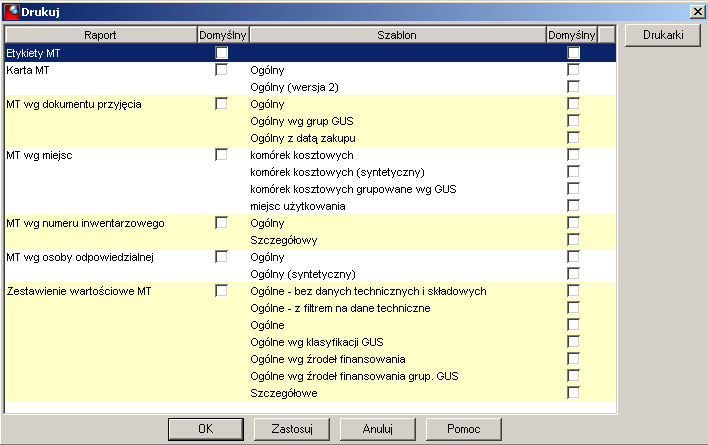 Drukuj
Raport Domyślny Szablon Domyślny Drukarki
Etykiety MT
Karta MT Ogólny
Ogólny (wersja 2)
MT wg dokumentu przyjęcia Ogólny
Ogólny wg grup GUS
Ogólny z datą zakupu
MT wg miejsc komórek kosztowych
komórek kosztowych (syntetyczny)
komórek kosztowych grupowane wg GUS
miejsc użytkowania
MT wg numeru inwentarzowego Ogólny
Szczegółowy
MT wg osoby odpowiedzialnej Ogólny
Ogólny (syntetyczny)
Zestawienie wartościowe MT Ogólne - bez danych technicznych i składowych
Ogólne - z filtrem na dane techniczne
Ogólne
Ogólne wg klasyfikacji GUS
Ogólne wg źrodeł finansowania
Ogólne wg źrodeł finansowania grup. GUS
Szczegółowe
OK Zastosuj Anuluj Pomoc